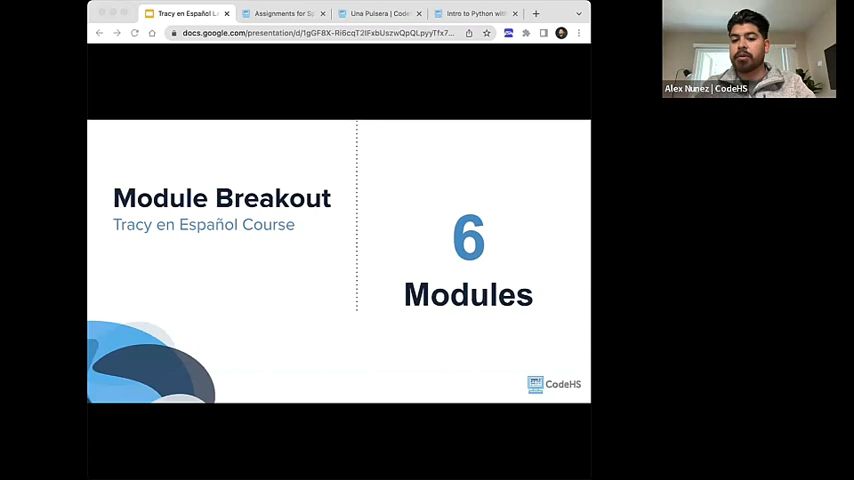 Tracy en Español L
Assignments for Sp
Una Pulsera | Code
Intro to Python with
docs.google.com/presentation/d/1gGF8X-Ri6cqT2IFxbUszwQpQLpyyTfx7...
Alex Nunez | CodeHS
Module Breakout
Tracy en Español Course
6
Modules
CodeHS